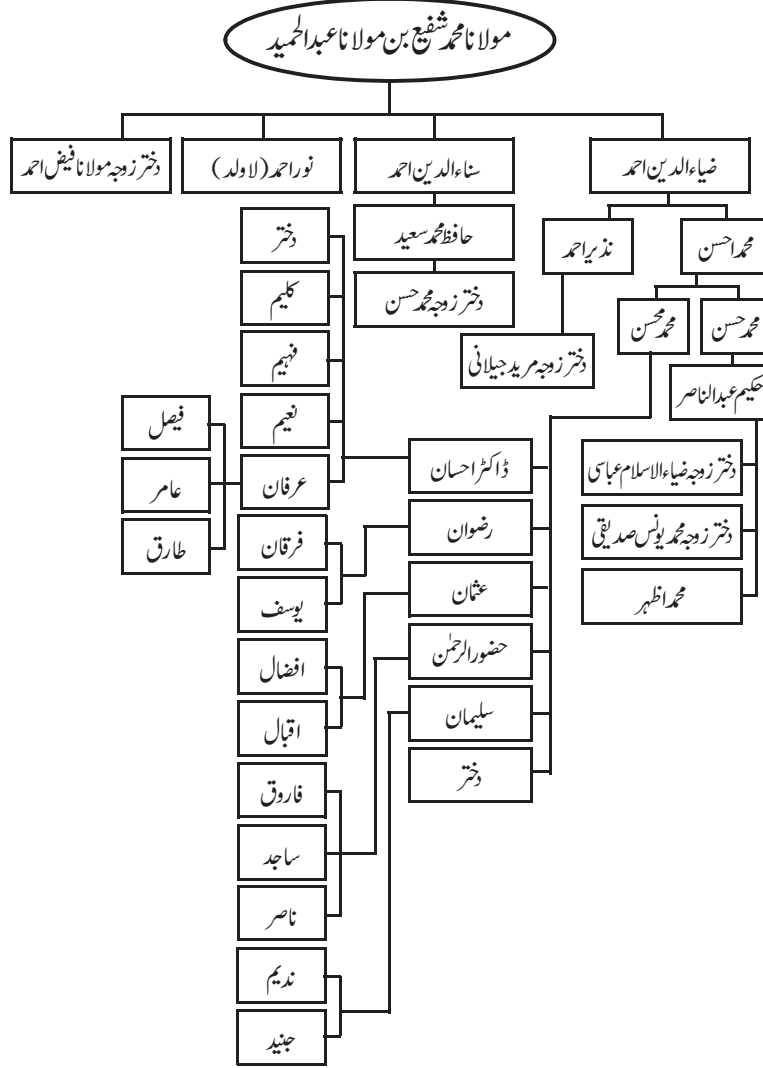 مولانا محمد شفیع بن مولانا عبدالحمید
ضیاءالدین احمد
سناءالدین احمد
نور احمد (لاولد)
دختر زوجہ مولانا فیض احمد
محمد احسن
نذیر احمد
حافظ محمد سعید
دختر
محمد حسن
محمد محسن
دختر زوجہ محمد حسن
کلیم
حکیم عبدالناصر
دختر زوجہ مرید جیلانی
فہیم
نعیم
فیصل
دختر زوجہ ضیاءالاسلام عباسی
ڈاکٹر احسان
عرفان
عامر
دختر زوجہ محمد یونس صدیقی
رضوان
فرقان
طارق
محمد اظہر
عثمان
یوسف
حضورالرحمٰن
افضال
سلیمان
اقبال
دختر
فاروق
ساجد
ناصر
ندیم
جنید